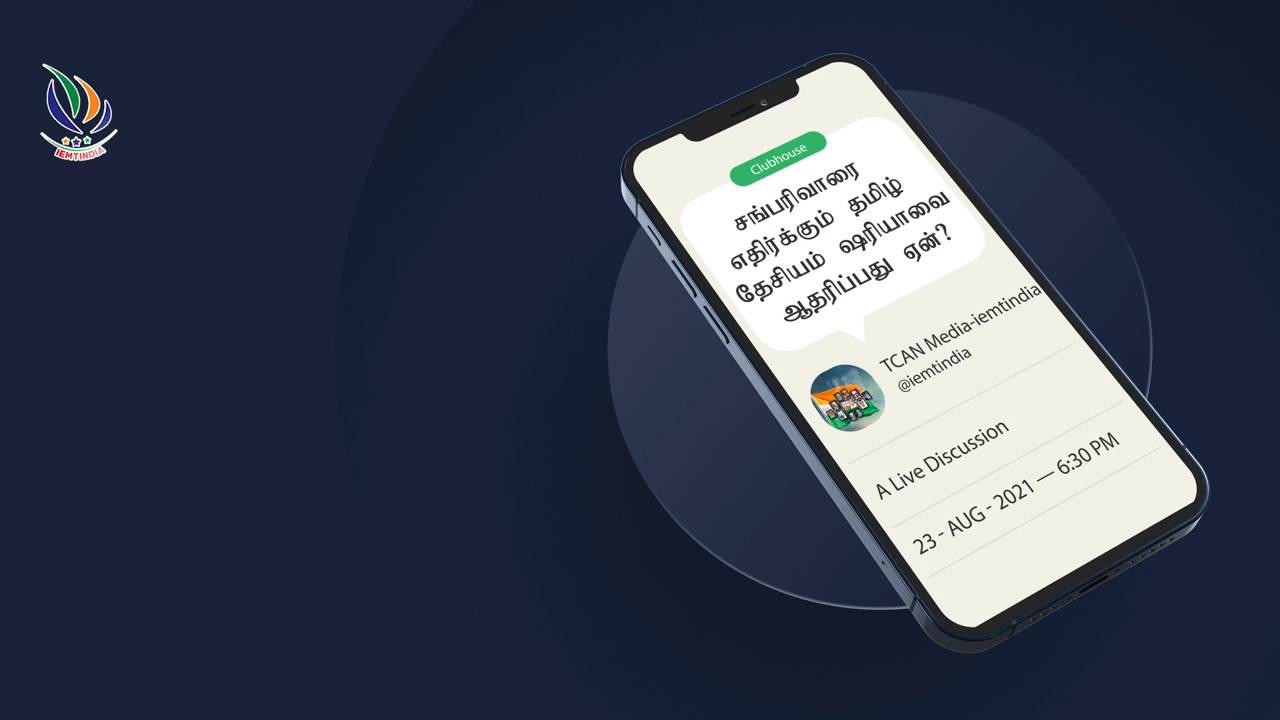 IEMTINDIA
Clubhouse
சங்பரிவாரை
எதிர்க்கும் தமிழ்
தேசியம் ஷரியாவை
ஆதரிப்பது ஏன்?
TCAN Media-iemtindia
@iemtindia
A Live Discussion
23 - AUG - 2021 — 6:30 PM